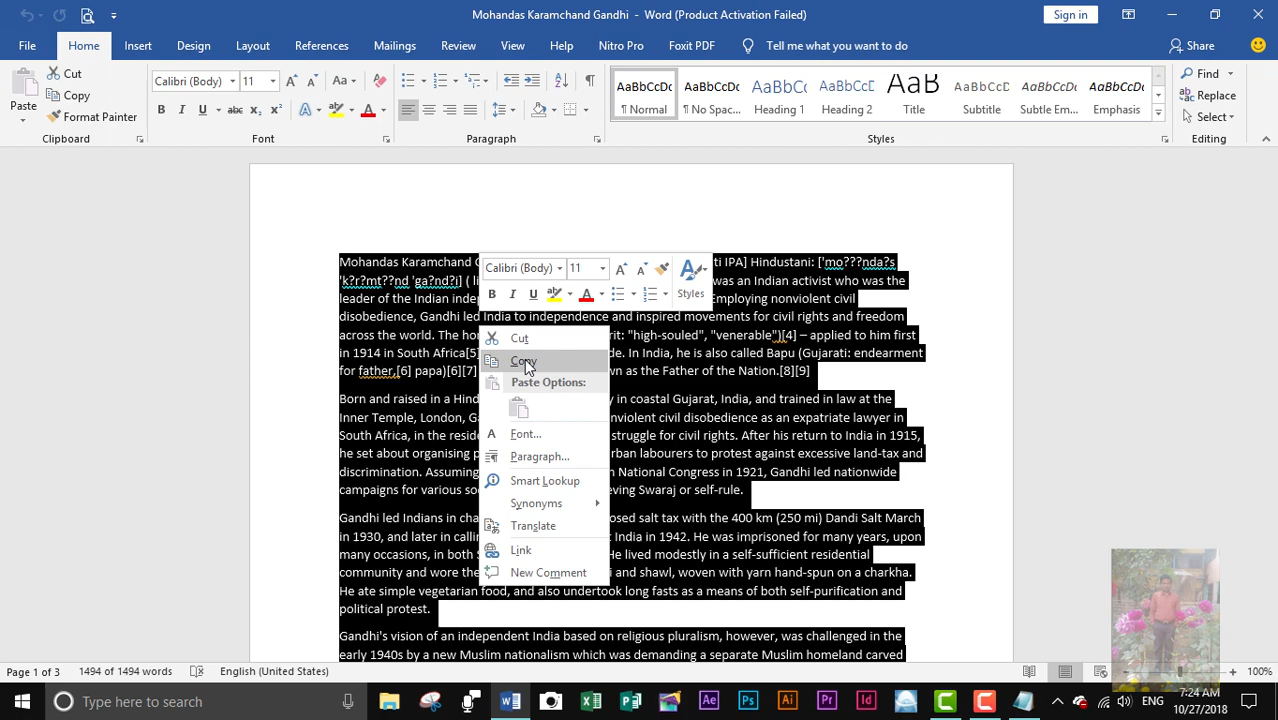 Mohandas Karamchand Gandhi - Word (Product Activation Failed)
Sign in
File Home Insert Design Layout References Mailings Review View Help Nitro Pro Foxit PDF Tell me what you want to do Share
Paste
Cut
Copy
Format Painter
Clipboard
Calibri (Body) 11
Font
Paragraph
AaBbCcDc ¶ Normal
AaBbCcDc ¶ No Spac...
AaBbC( Heading 1
AaBbCcC Heading 2
AaB Title
AaBbCcD Subtitle
AaBbCcDc Subtle Em...
AaBbCcDc Emphasis
Styles
Find
Replace
Select
Editing
Mohandas Karamchand G ti IPA] Hindustani: ['mo???nda?s
'k?r?mt??nd 'ga?nd?i] ( li was an Indian activist who was the
leader of the Indian indep Employing nonviolent civil
disobedience, Gandhi led India to independence and inspired movements for civil rights and freedom
across the world. The hon rit: "high-souled", "venerable")[4] – applied to him first
in 1914 in South Africa[5] de. In India, he is also called Bapu (Gujarati: endearment
for father,[6] papa)[6][7] wn as the Father of the Nation.[8][9]
Born and raised in a Hind y in coastal Gujarat, India, and trained in law at the
Inner Temple, London, Ga nonviolent civil disobedience as an expatriate lawyer in
South Africa, in the reside struggle for civil rights. After his return to India in 1915,
he set about organising p urban labourers to protest against excessive land-tax and
discrimination. Assuming n National Congress in 1921, Gandhi led nationwide
campaigns for various soc eving Swaraj or self-rule.
Gandhi led Indians in cha osed salt tax with the 400 km (250 mi) Dandi Salt March
in 1930, and later in callin t India in 1942. He was imprisoned for many years, upon
many occasions, in both S He lived modestly in a self-sufficient residential
community and wore the i and shawl, woven with yarn hand-spun on a charkha.
He ate simple vegetarian food, and also undertook long fasts as a means of both self-purification and
political protest.
Gandhi's vision of an independent India based on religious pluralism, however, was challenged in the
early 1940s by a new Muslim nationalism which was demanding a separate Muslim homeland carved
Calibri (Body) 11
Styles
Cut
Copy
Paste Options:
Font...
Paragraph...
Smart Lookup
Synonyms
Translate
Link
New Comment
Page 1 of 3 1494 of 1494 words English (United States) 100%
Type here to search
ENG
7:24 AM
10/27/2018